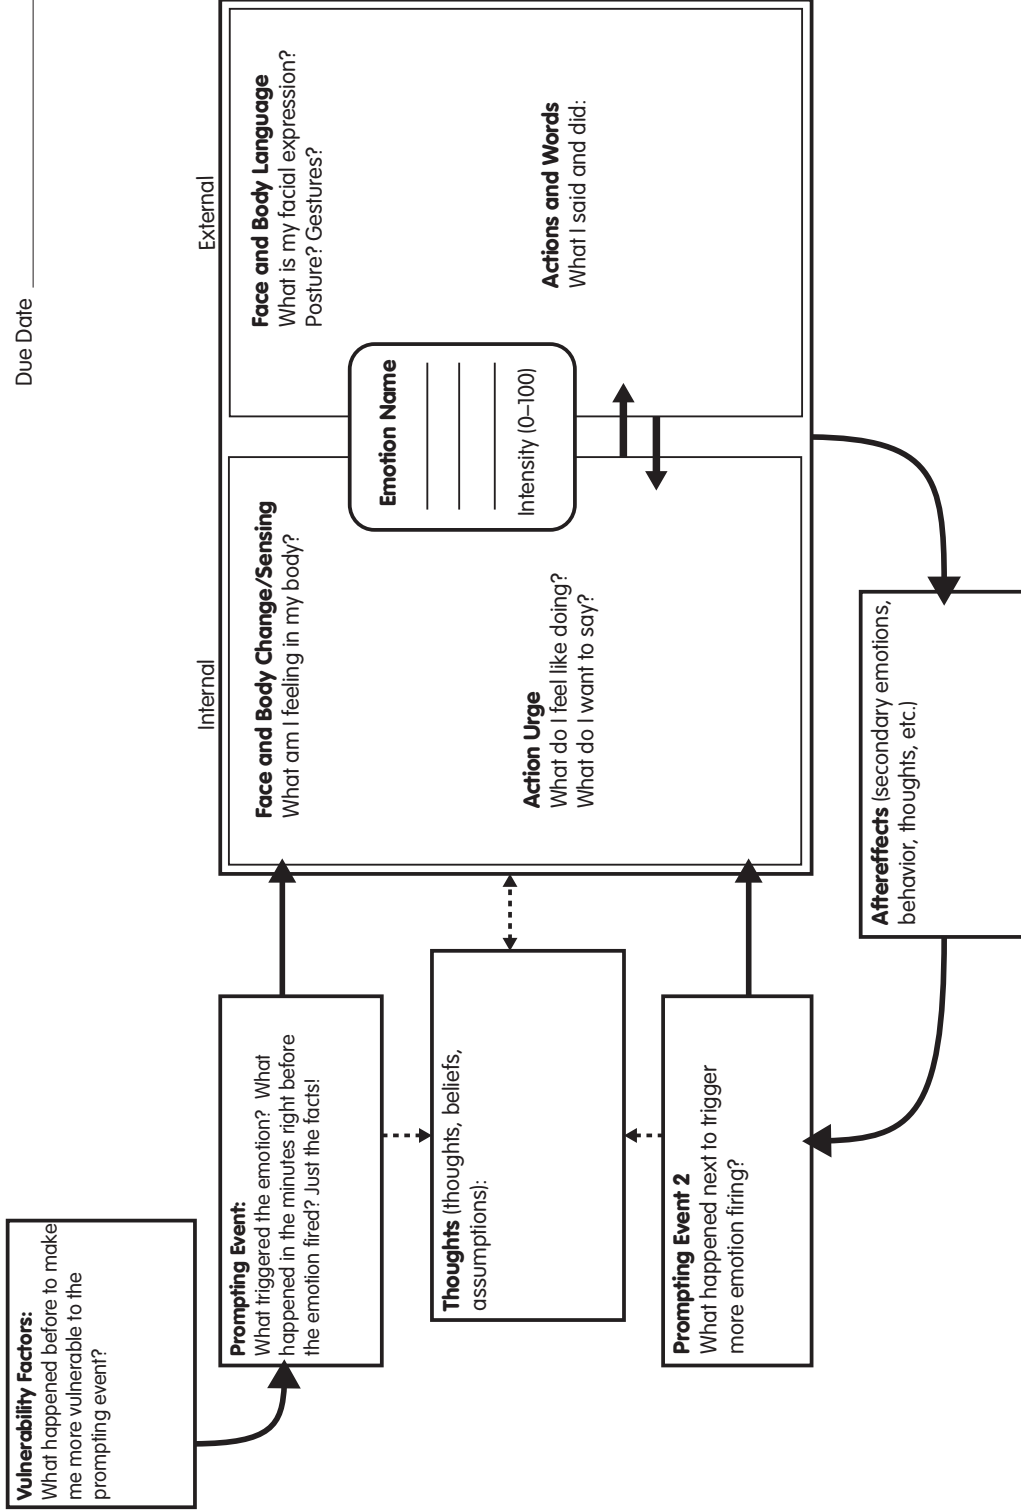 Due Date
Vulnerability Factors:
What happened before to make
me more vulnerable to the
prompting event?
Prompting Event:
What triggered the emotion? What
happened in the minutes right before
the emotion fired? Just the facts!
Thoughts (thoughts, beliefs,
assumptions):
Prompting Event 2
What happened next to trigger
more emotion firing?
Internal
Face and Body Change/Sensing
What am I feeling in my body?
Action Urge
What do I feel like doing?
What do I want to say?
Emotion Name
Intensity (0–100)
External
Face and Body Language
What is my facial expression?
Posture? Gestures?
Actions and Words
What I said and did:
Aftereffects (secondary emotions,
behavior, thoughts, etc.)